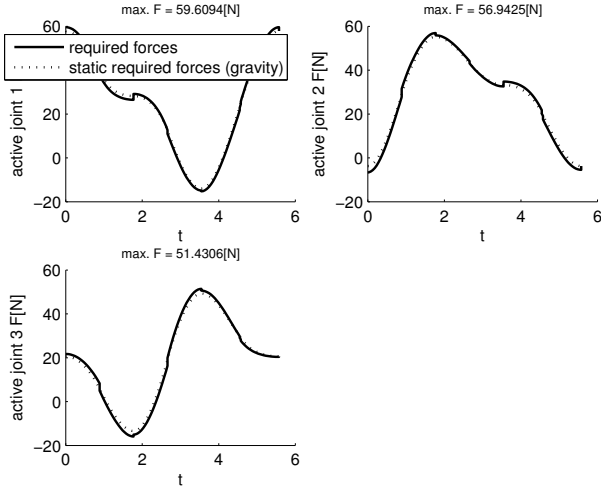 max. F = 59.6094[N]
required forces
static required forces (gravity)
active joint 1
60
20
0
−20
0
2
4
6
t
max. F = 56.9425[N]
active joint 2 F[N]
60
40
20
0
−20
0
2
4
6
t
max. F = 51.4306[N]
active joint 3 F[N]
60
40
20
0
−20
0
2
4
6
t